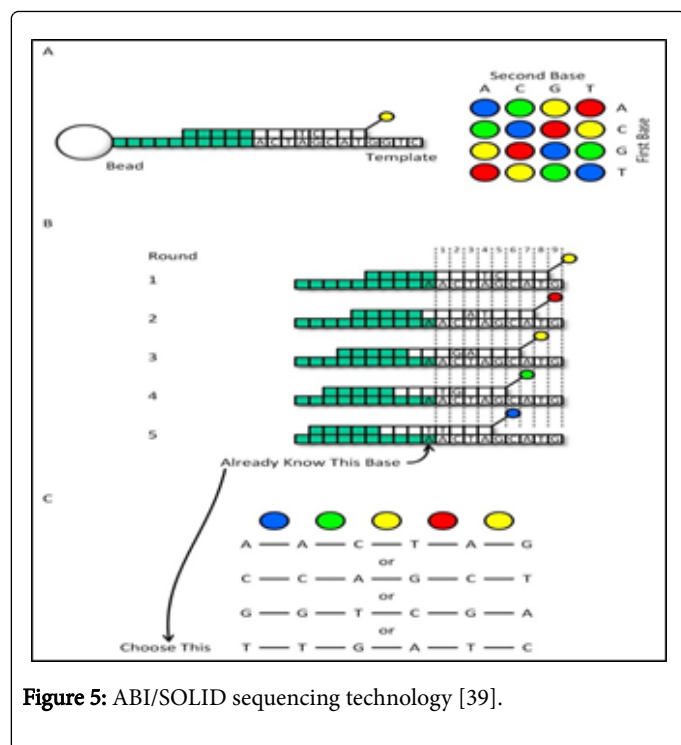 A
Second Base
A C G T
A
C
G
T
First Base
T C
A C T A G C A T G G T C
Bead
Template
B
Round
1 2 3 4 5 6 7 8 9
1
T C
A A C T A G C A T G
2
A T
A A C T A G C A T G
3
G A
A A C T A G C A T G
4
T G
A A C T A G C A T G
5
T T
A A C T A G C A T G
Already Know This Base
C
A — A — C — T — A — G
or
C — C — A — G — C — T
or
G — G — T — C — G — A
or
Choose This T — T — G — A — T — C
Figure 5: ABI/SOLID sequencing technology [39].